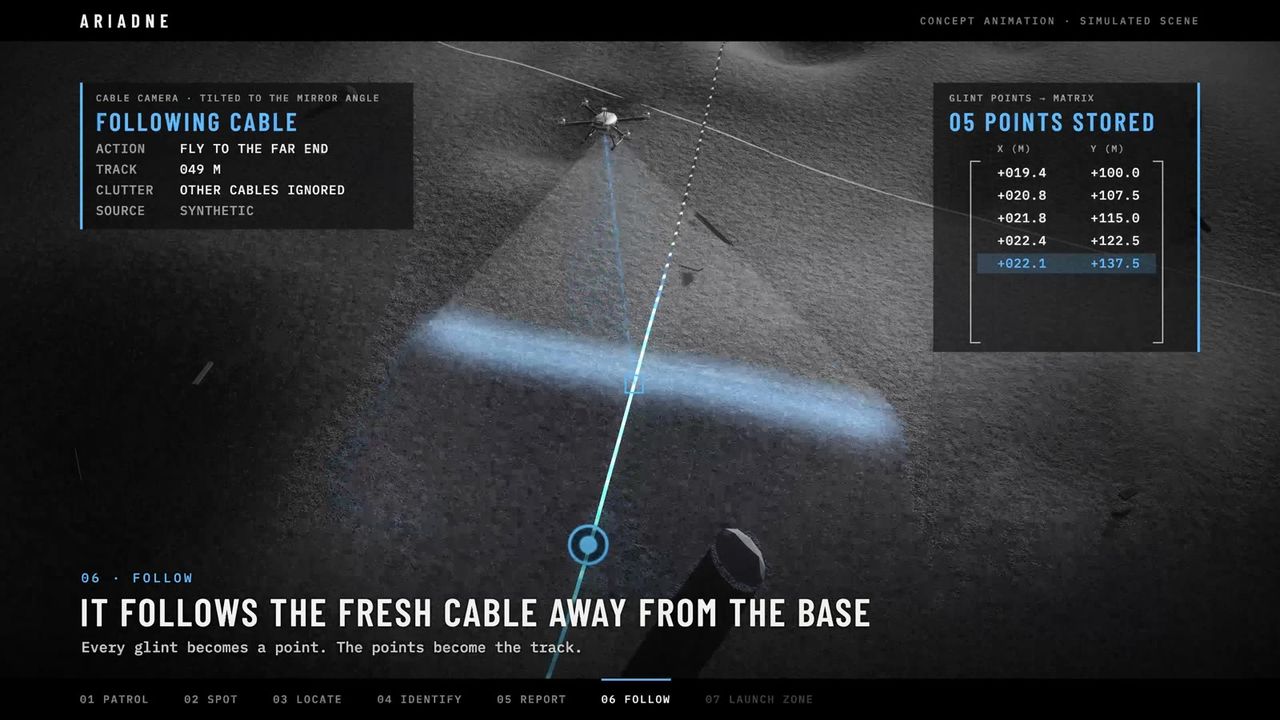 ARIADNE
CONCEPT ANIMATION · SIMULATED SCENE
CABLE CAMERA · TILTED TO THE MIRROR ANGLE
FOLLOWING CABLE
ACTION FLY TO THE FAR END
TRACK 049 M
CLUTTER OTHER CABLES IGNORED
SOURCE SYNTHETIC
GLINT POINTS → MATRIX
05 POINTS STORED
X (M) Y (M)
+019.4 +100.0
+020.8 +107.5
+021.8 +115.0
+022.4 +122.5
+022.1 +137.5
06 · FOLLOW
IT FOLLOWS THE FRESH CABLE AWAY FROM THE BASE
Every glint becomes a point. The points become the track.
01 PATROL 02 SPOT 03 LOCATE 04 IDENTIFY 05 REPORT 06 FOLLOW 07 LAUNCH ZONE